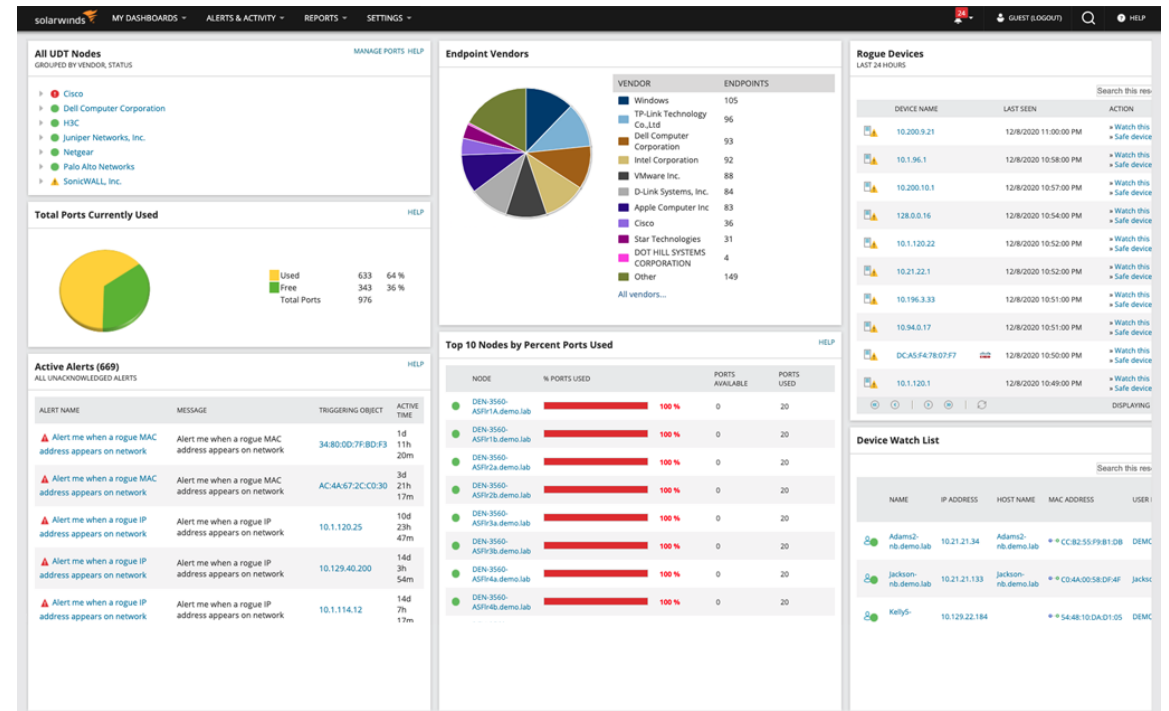 solarwinds MY DASHBOARDS ALERTS & ACTIVITY REPORTS SETTINGS 24 GUEST (LOGOUT) HELP
All UDT Nodes MANAGE PORTS HELP
GROUPED BY VENDOR, STATUS
Cisco
Dell Computer Corporation
H3C
Juniper Networks, Inc.
Netgear
Palo Alto Networks
SonicWALL, Inc.
Total Ports Currently Used HELP
Used 633 64 %
Free 343 36 %
Total Ports 976
Active Alerts (669) HELP
ALL UNACKNOWLEDGED ALERTS
ALERT NAME MESSAGE TRIGGERING OBJECT ACTIVE
TIME
Alert me when a rogue MAC Alert me when a rogue MAC 1d
address appears on network address appears on network 34:80:0D:7F:BD:F3 11h
20m
Alert me when a rogue MAC Alert me when a rogue MAC 3d
address appears on network address appears on network AC:4A:67:2C:C0:30 21h
17m
Alert me when a rogue IP Alert me when a rogue IP 10d
address appears on network address appears on network 10.1.120.25 23h
47m
Alert me when a rogue IP Alert me when a rogue IP 14d
address appears on network address appears on network 10.129.40.200 3h
54m
Alert me when a rogue IP Alert me when a rogue IP 14d
address appears on network address appears on network 10.1.114.12 7h
17m
Endpoint Vendors
VENDOR ENDPOINTS
Windows 105
TP-Link Technology
Co.,Ltd 96
Dell Computer
Corporation 93
Intel Corporation 92
VMware Inc. 88
D-Link Systems, Inc. 84
Apple Computer Inc 83
Cisco 36
Star Technologies 31
DOT HILL SYSTEMS
CORPORATION 4
Other 149
All vendors...
Top 10 Nodes by Percent Ports Used HELP
NODE % PORTS USED PORTS AVAILABLE PORTS USED
DEN-3560-
ASFlr1A.demo.lab 100 % 0 20
DEN-3560-
ASFlr1b.demo.lab 100 % 0 20
DEN-3560-
ASFlr2a.demo.lab 100 % 0 20
DEN-3560-
ASFlr2b.demo.lab 100 % 0 20
DEN-3560-
ASFlr3a.demo.lab 100 % 0 20
DEN-3560-
ASFlr3b.demo.lab 100 % 0 20
DEN-3560-
ASFlr4a.demo.lab 100 % 0 20
DEN-3560-
ASFlr4b.demo.lab 100 % 0 20
Rogue Devices
LAST 24 HOURS
Search this res
DEVICE NAME LAST SEEN ACTION
10.200.9.21 12/8/2020 11:00:00 PM » Watch this
» Safe device
10.1.96.1 12/8/2020 10:58:00 PM » Watch this
» Safe device
10.200.10.1 12/8/2020 10:57:00 PM » Watch this
» Safe device
128.0.0.16 12/8/2020 10:54:00 PM » Watch this
» Safe device
10.1.120.22 12/8/2020 10:52:00 PM » Watch this
» Safe device
10.21.22.1 12/8/2020 10:52:00 PM » Watch this
» Safe device
10.196.3.33 12/8/2020 10:51:00 PM » Watch this
» Safe device
10.94.0.17 12/8/2020 10:51:00 PM » Watch this
» Safe device
DC:A5:F4:78:07:F7 12/8/2020 10:50:00 PM » Watch this
» Safe device
10.1.120.1 12/8/2020 10:49:00 PM » Watch this
» Safe device
DISPLAYING
Device Watch List
Search this res
NAME IP ADDRESS HOST NAME MAC ADDRESS USER
Adams2-
nb.demo.lab 10.21.21.34 Adams2-
nb.demo.lab CC:B2:55:F9:B1:DB DEMO
Jackson-
nb.demo.lab 10.21.21.133 Jackson-
nb.demo.lab C0:4A:00:58:DF:4F Jackso
Kelly5-
10.129.22.184 54:48:10:DA:D1:05 DEMO